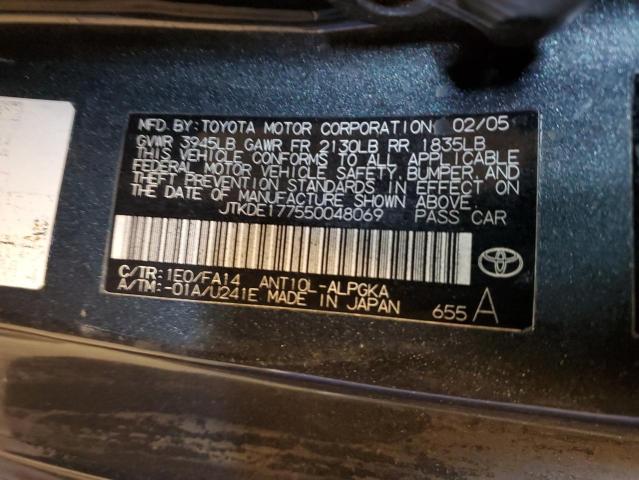 MFD. BY: TOYOTA MOTOR CORPORATION 02/05
GVWR 3945LB GAWR FR 2130LB RR 1835LB
THIS VEHICLE CONFORMS TO ALL APPLICABLE
FEDERAL MOTOR VEHICLE SAFETY, BUMPER, AND
THEFT PREVENTION STANDARDS IN EFFECT ON
THE DATE OF MANUFACTURE SHOWN ABOVE.
JTKDE177550048069 PASS CAR
C/TR: 1E0/FA14 ANT10L-ALPGKA
A/TM: -01A/U241E MADE IN JAPAN
655 A